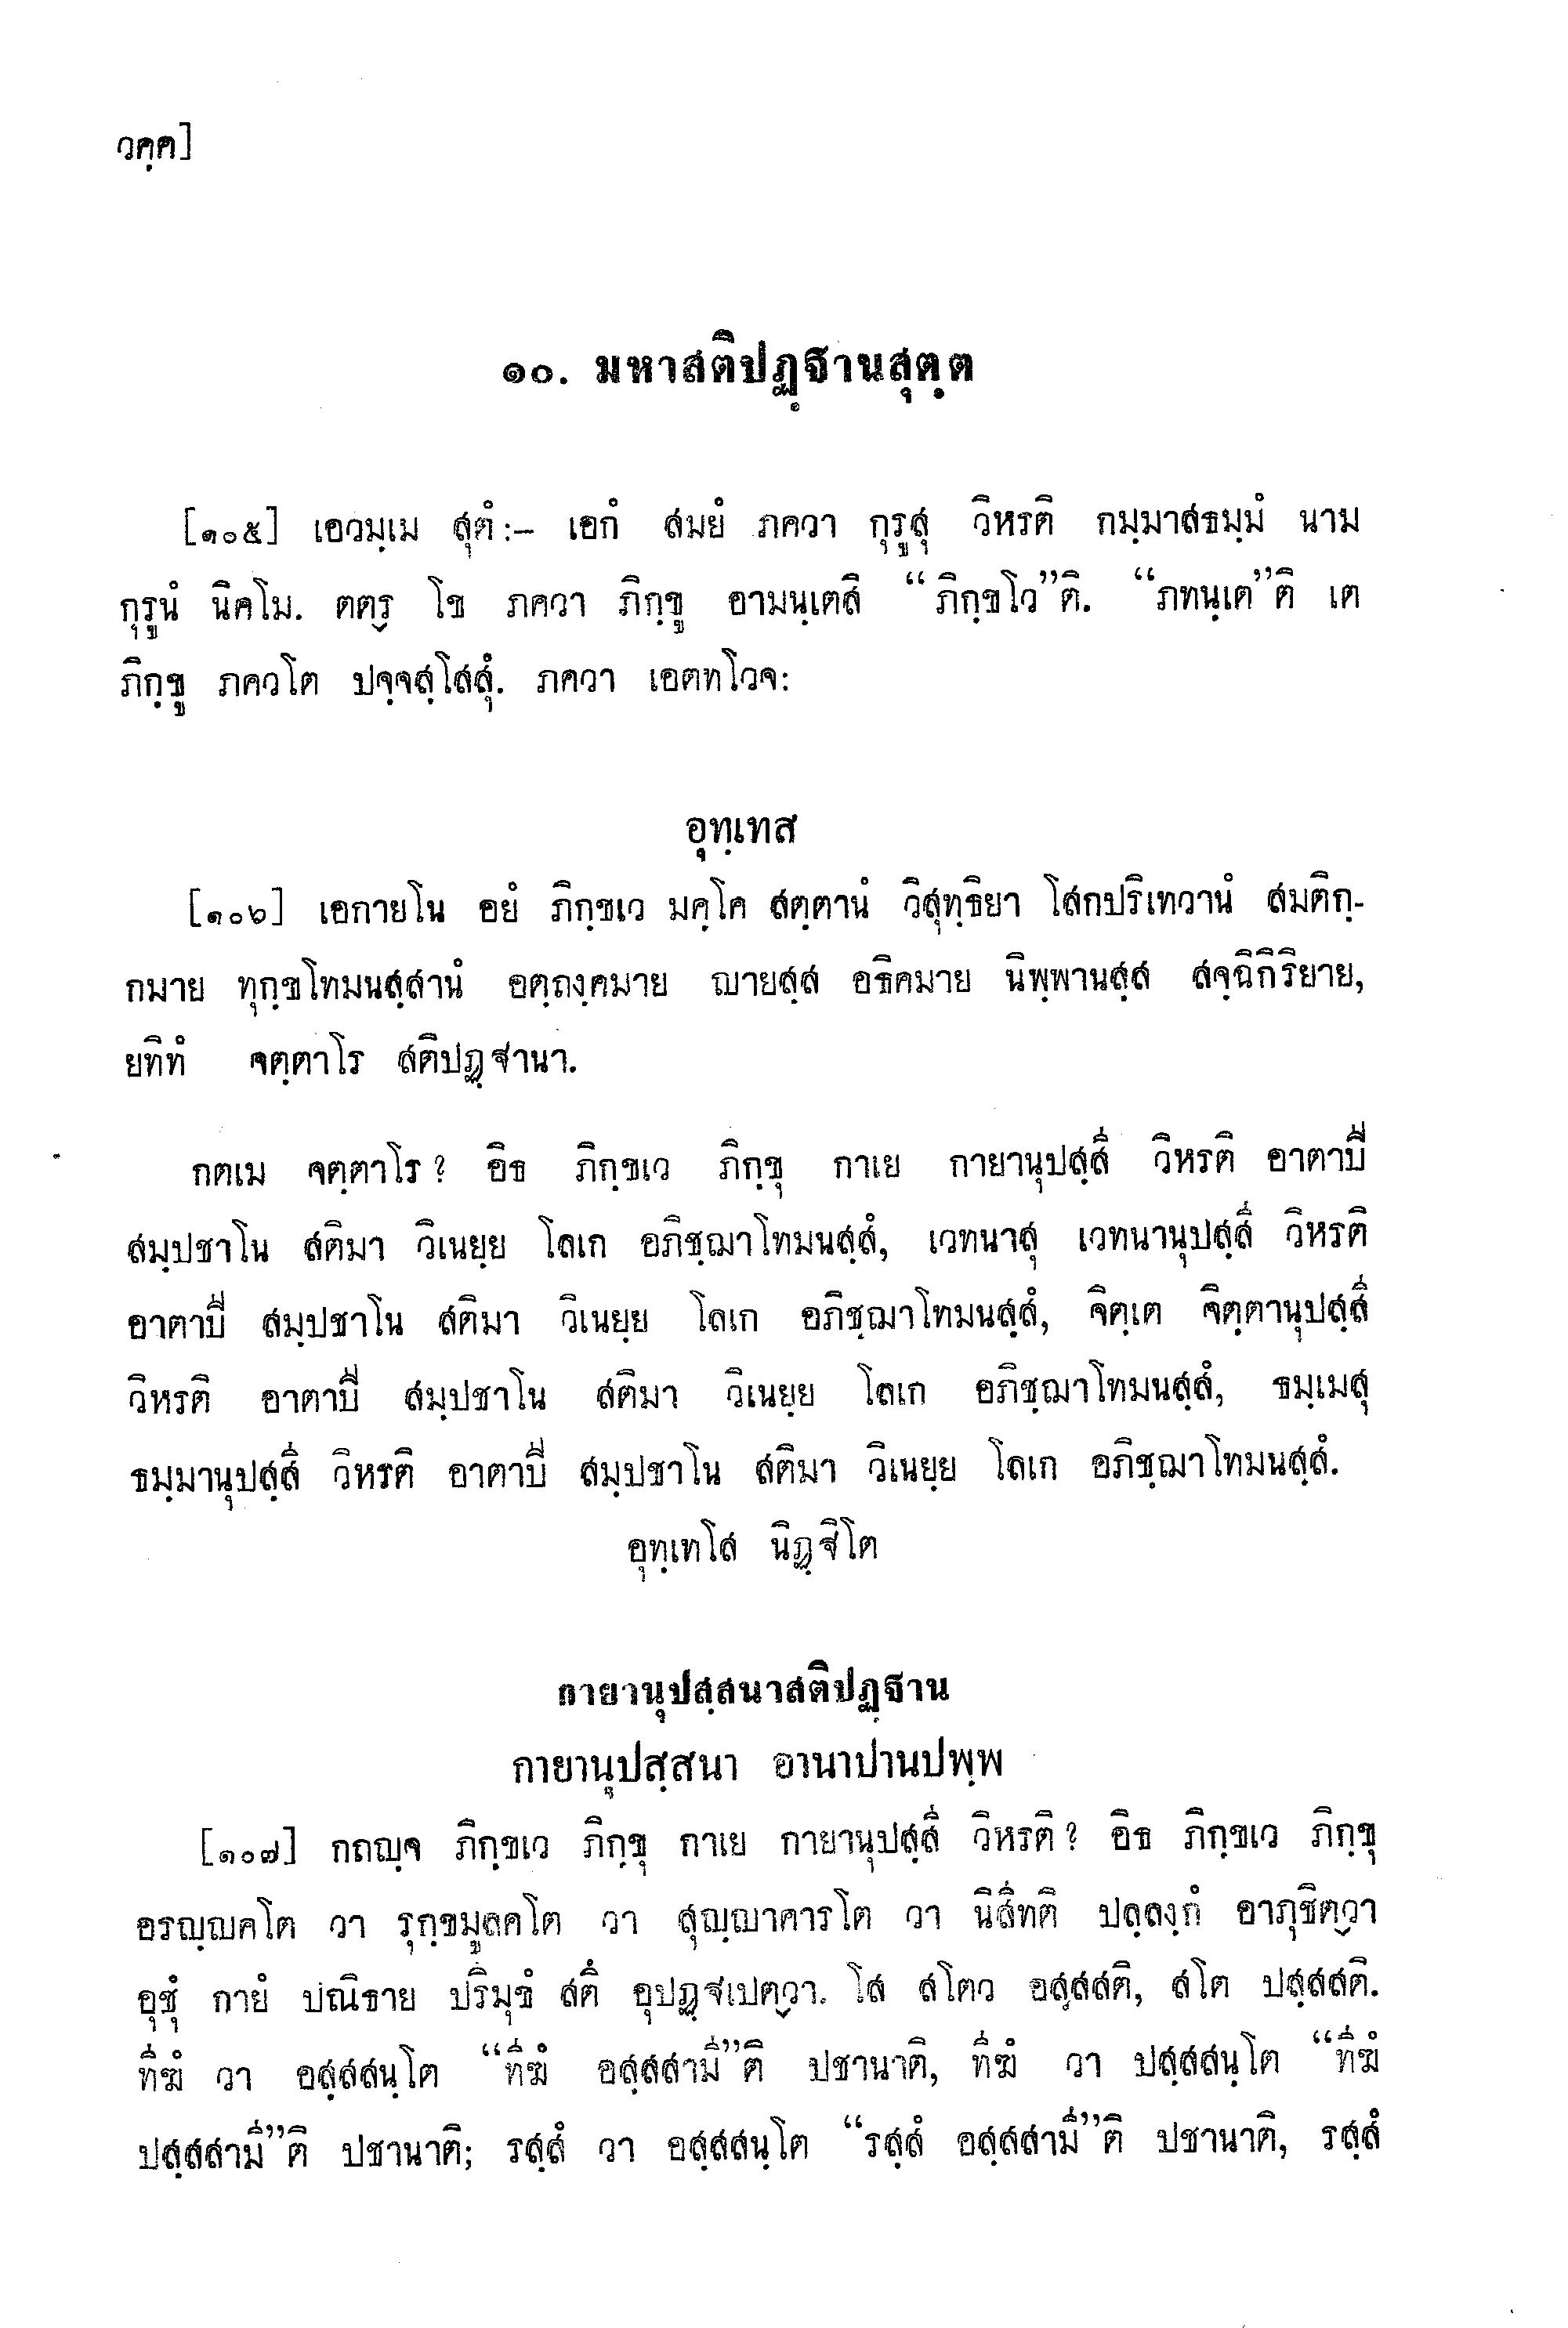 วคฺค]
๑๐. มหาสติปฏฺฐานสุตฺต
[๑๐๕] เอวมฺเม สุตํ:– เอกํ สมยํ ภควา กุรูสุ วิหรติ กมฺมาสธมฺมํ นาม
กุรูนํ นิคโม. ตตฺร โข ภควา ภิกฺขู อามนฺเตสิ “ภิกฺขโว”ติ. “ภทนฺเต”ติ เต
ภิกฺขู ภควโต ปจฺจสฺโสสุํ. ภควา เอตทโวจ:
อุทฺเทส
[๑๐๖] เอกายโน อยํ ภิกฺขเว มคฺโค สตฺตานํ วิสุทฺธิยา โสกปริเทวานํ สมติกฺ-
กมาย ทุกฺขโทมนสฺสานํ อตฺถงฺคมาย ญายสฺส อธิคมาย นิพฺพานสฺส สจฺฉิกิริยาย,
ยทิทํ จตฺตาโร สติปฏฺฐานา.
กตเม จตฺตาโร? อิธ ภิกฺขเว ภิกฺขุ กาเย กายานุปสฺสี วิหรติ อาตาปี
สมฺปชาโน สติมา วิเนยฺย โลเก อภิชฺฌาโทมนสฺสํ, เวทนาสุ เวทนานุปสฺสี วิหรติ
อาตาปี สมฺปชาโน สติมา วิเนยฺย โลเก อภิชฺฌาโทมนสฺสํ, จิตฺเต จิตฺตานุปสฺสี
วิหรติ อาตาปี สมฺปชาโน สติมา วิเนยฺย โลเก อภิชฺฌาโทมนสฺสํ, ธมฺเมสุ
ธมฺมานุปสฺสี วิหรติ อาตาปี สมฺปชาโน สติมา วิเนยฺย โลเก อภิชฺฌาโทมนสฺสํ.
อุทฺเทโส นิฏฺฐิโต
กายานุปสฺสนาสติปฏฺฐาน
กายานุปสฺสนา อานาปานปพฺพ
[๑๐๗] กถญฺจ ภิกฺขเว ภิกฺขุ กาเย กายานุปสฺสี วิหรติ? อิธ ภิกฺขเว ภิกฺขุ
อรญฺญคโต วา รุกฺขมูลคโต วา สุญฺญาคารโต วา นิสีทติ ปลฺลงฺกํ อาภุชิตฺวา
อุชุํ กายํ ปณิธาย ปริมุขํ สตึ อุปฏฺฐเปตฺวา. โส สโตว อสฺสสติ, สโต ปสฺสสติ.
ทีฆํ วา อสฺสสนฺโต “ทีฆํ อสฺสสามี”ติ ปชานาติ, ทีฆํ วา ปสฺสสนฺโต “ทีฆํ
ปสฺสสามี”ติ ปชานาติ; รสฺสํ วา อสฺสสนฺโต “รสฺสํ อสฺสสามี”ติ ปชานาติ, รสฺสํ